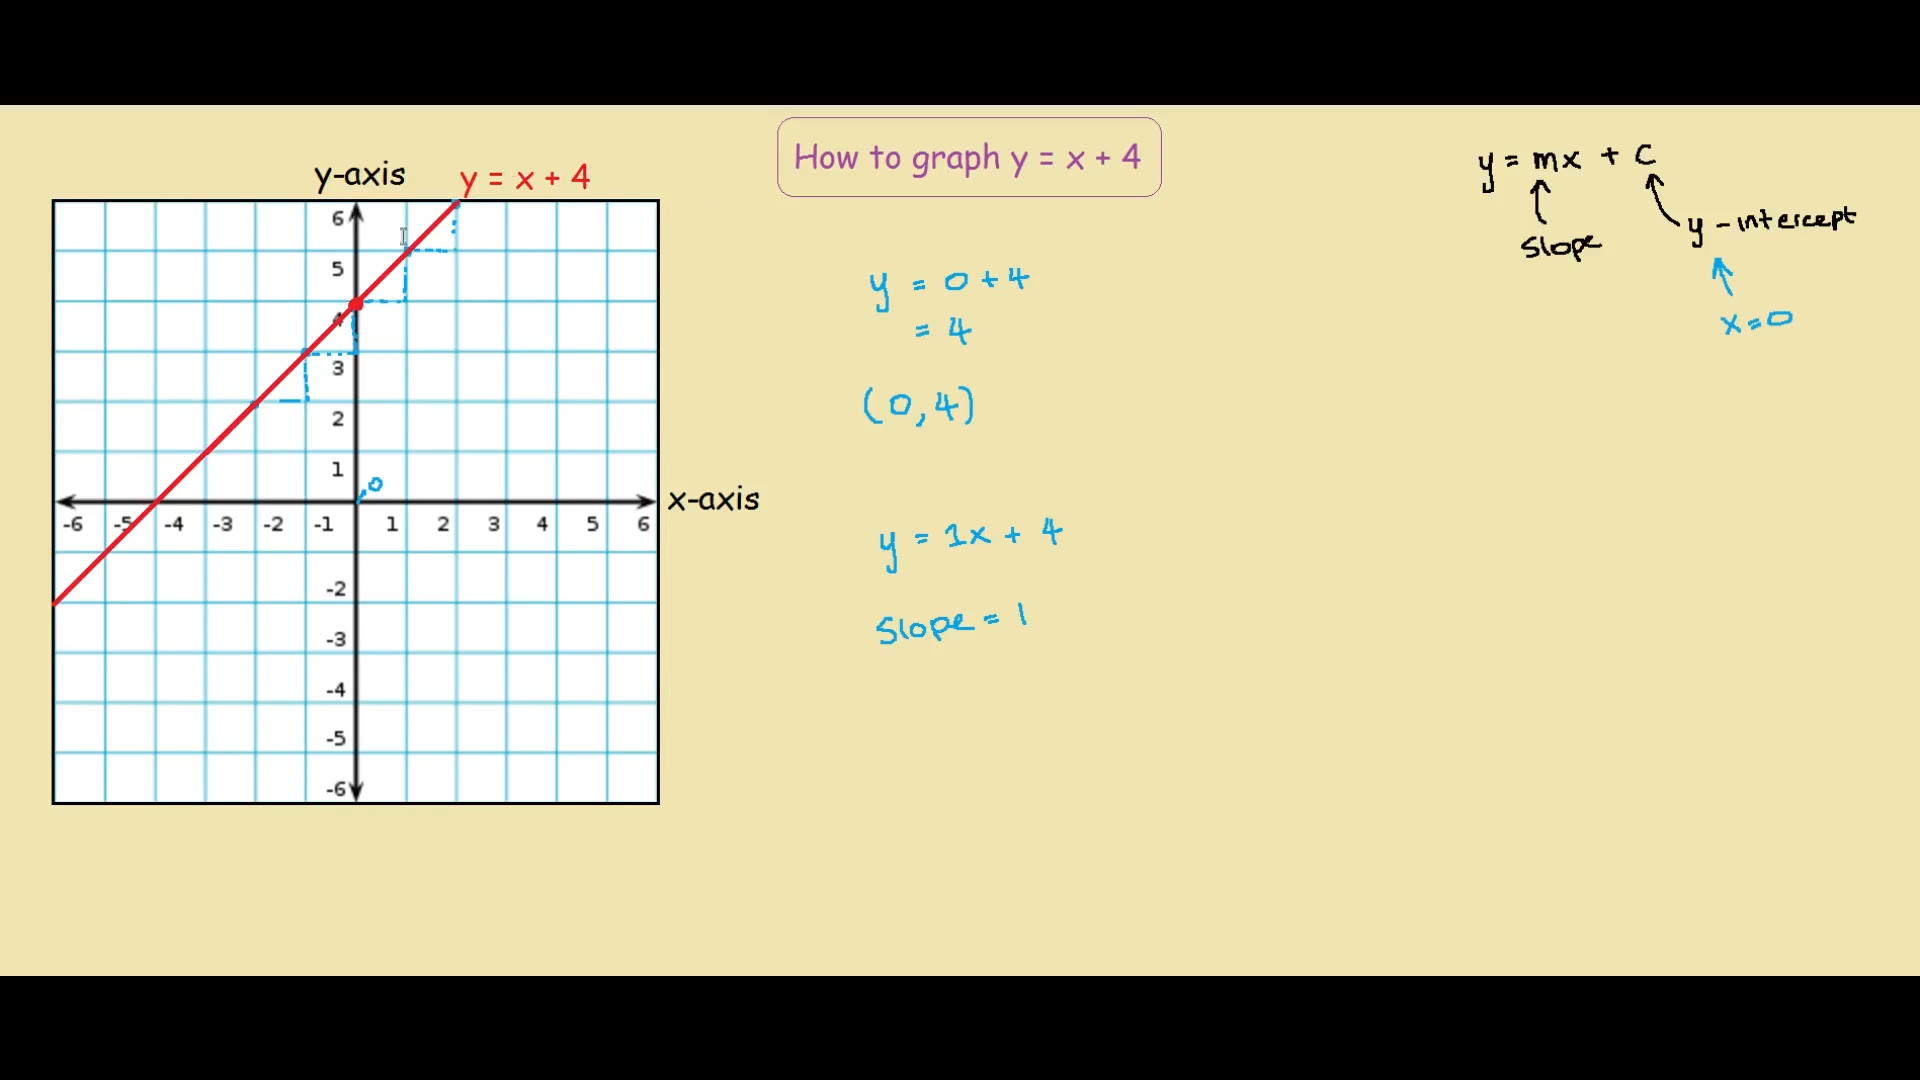 How to graph y = x + 4
y = mx + c
slope
y - intercept
x = 0
y-axis
y = x + 4
6
5
4
3
2
1
0
x-axis
-6 -5 -4 -3 -2 -1 1 2 3 4 5 6
-2
-3
-4
-5
-6
y = 0 + 4
= 4
(0, 4)
y = 1x + 4
Slope = 1